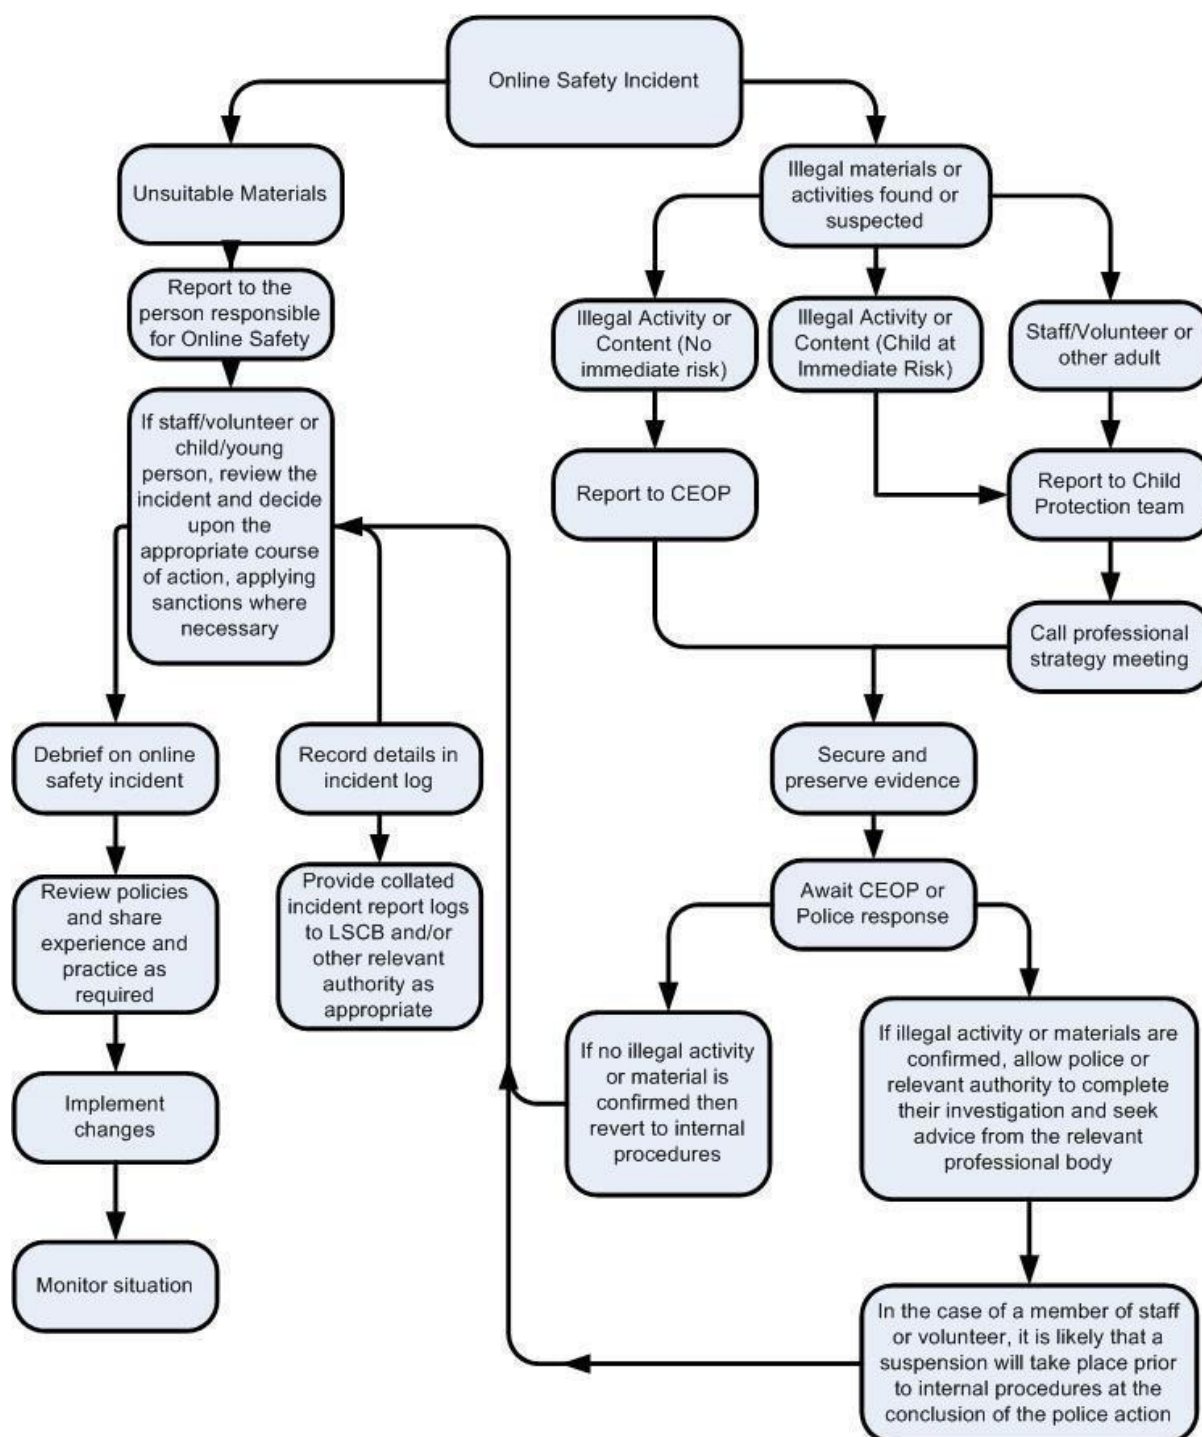 Online Safety Incident
Unsuitable Materials
Illegal materials or
activities found or
suspected
Report to the
person responsible
for Online Safety
Illegal Activity or
Content (No
immediate risk)
Illegal Activity or
Content (Child at
Immediate Risk)
Staff/Volunteer or
other adult
If staff/volunteer or
child/young
person, review the
incident and decide
upon the
appropriate course
of action, applying
sanctions where
necessary
Report to CEOP
Report to Child
Protection team
Call professional
strategy meeting
Debrief on online
safety incident
Record details in
incident log
Secure and
preserve evidence
Review policies
and share
experience and
practice as
required
Provide collated
incident report logs
to LSCB and/or
other relevant
authority as
appropriate
Await CEOP or
Police response
If no illegal activity
or material is
confirmed then
revert to internal
procedures
If illegal activity or materials are
confirmed, allow police or
relevant authority to complete
their investigation and seek
advice from the relevant
professional body
Implement
changes
Monitor situation
In the case of a member of staff
or volunteer, it is likely that a
suspension will take place prior
to internal procedures at the
conclusion of the police action